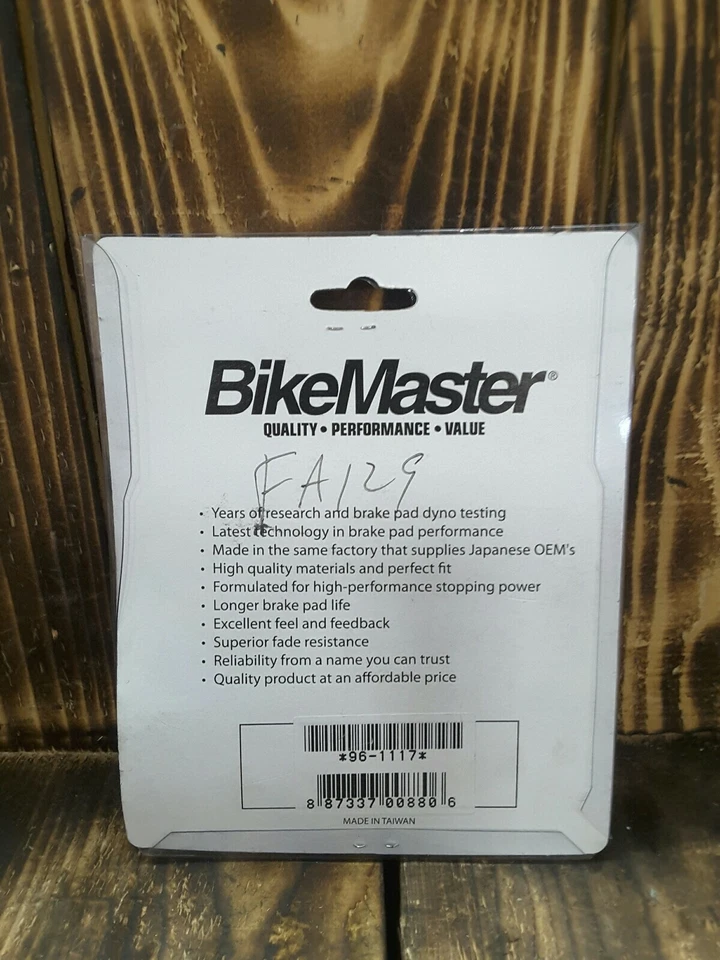 BikeMaster®
QUALITY • PERFORMANCE • VALUE
FA129
• Years of research and brake pad dyno testing
• Latest technology in brake pad performance
• Made in the same factory that supplies Japanese OEM's
• High quality materials and perfect fit
• Formulated for high-performance stopping power
• Longer brake pad life
• Excellent feel and feedback
• Superior fade resistance
• Reliability from a name you can trust
• Quality product at an affordable price
*96-1117*
8 87337 00880 6
MADE IN TAIWAN